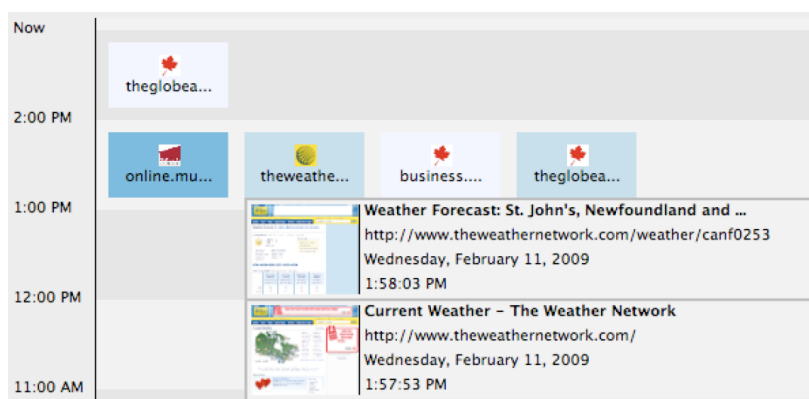 Now
theglobea...
2:00 PM
online.mu...
theweathe...
business....
theglobea...
1:00 PM
Weather Forecast: St. John's, Newfoundland and ...
http://www.theweathernetwork.com/weather/canf0253
Wednesday, February 11, 2009
1:58:03 PM
12:00 PM
Current Weather – The Weather Network
http://www.theweathernetwork.com/
Wednesday, February 11, 2009
1:57:53 PM
11:00 AM